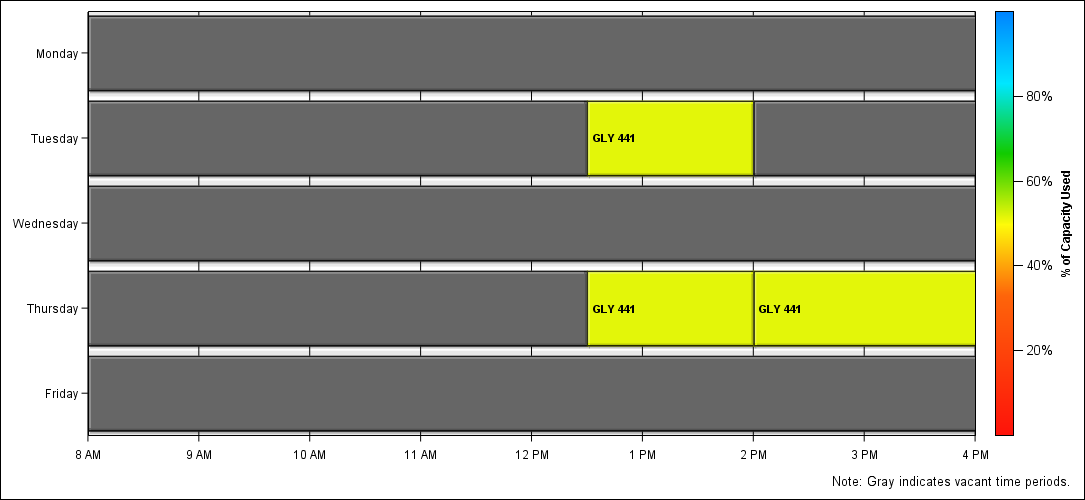 Monday
Tuesday
GLY 441
Wednesday
Thursday
GLY 441
GLY 441
Friday
8 AM
9 AM
10 AM
11 AM
12 PM
1 PM
2 PM
3 PM
4 PM
80%
60%
40%
20%
% of Capacity Used
Note: Gray indicates vacant time periods.